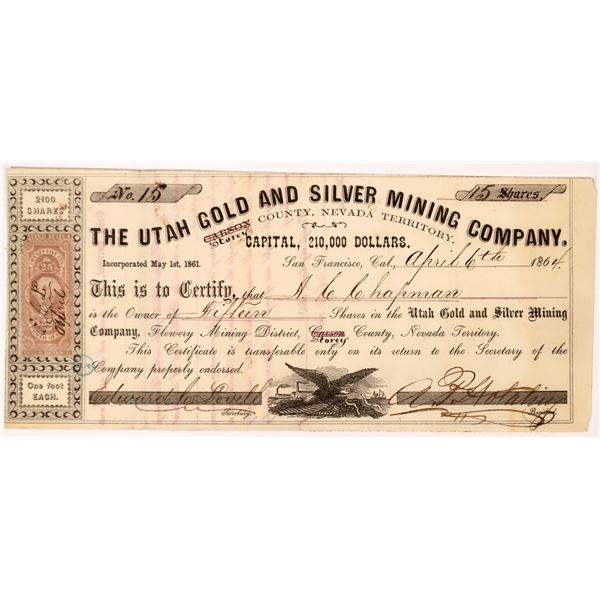 No. 15
15 Shares.
2100
SHARES
THE UTAH GOLD AND SILVER MINING COMPANY.
CARSON COUNTY, NEVADA TERRITORY.
Storey
CAPITAL, 210,000 DOLLARS.
Incorporated May 1st, 1861.
San Francisco, Cal., April 6th 1864.
This is to Certify, that A C Chapman
is the Owner of Fifteen Shares in the Utah Gold and Silver Mining
Company, Flowery Mining District, Carson County, Nevada Territory.
Storey
This Certificate is transferable only on its return to the Secretary of the
Company properly endorsed.
25
April
One foot
EACH.
Edward C Lovell
Secretary.